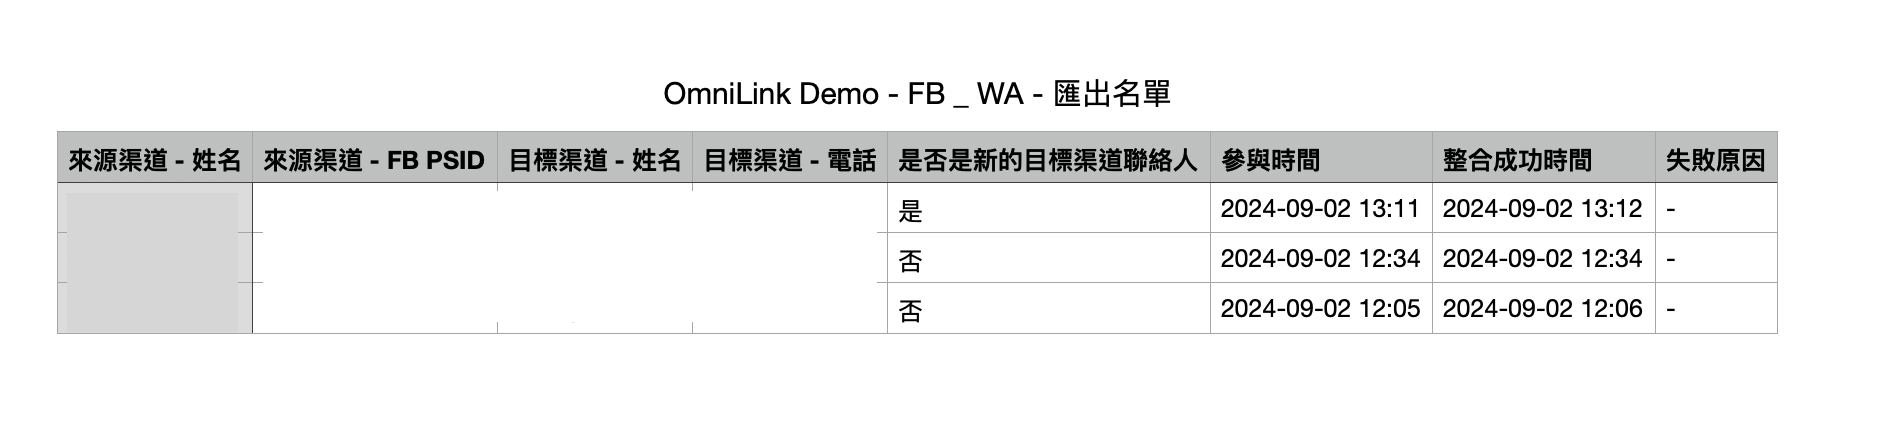 OmniLink Demo - FB _ WA - 匯出名單
來源渠道 - 姓名 來源渠道 - FB PSID 目標渠道 - 姓名 目標渠道 - 電話 是否是新的目標渠道聯絡人 參與時間 整合成功時間 失敗原因
是 2024-09-02 13:11 2024-09-02 13:12 -
否 2024-09-02 12:34 2024-09-02 12:34 -
否 2024-09-02 12:05 2024-09-02 12:06 -